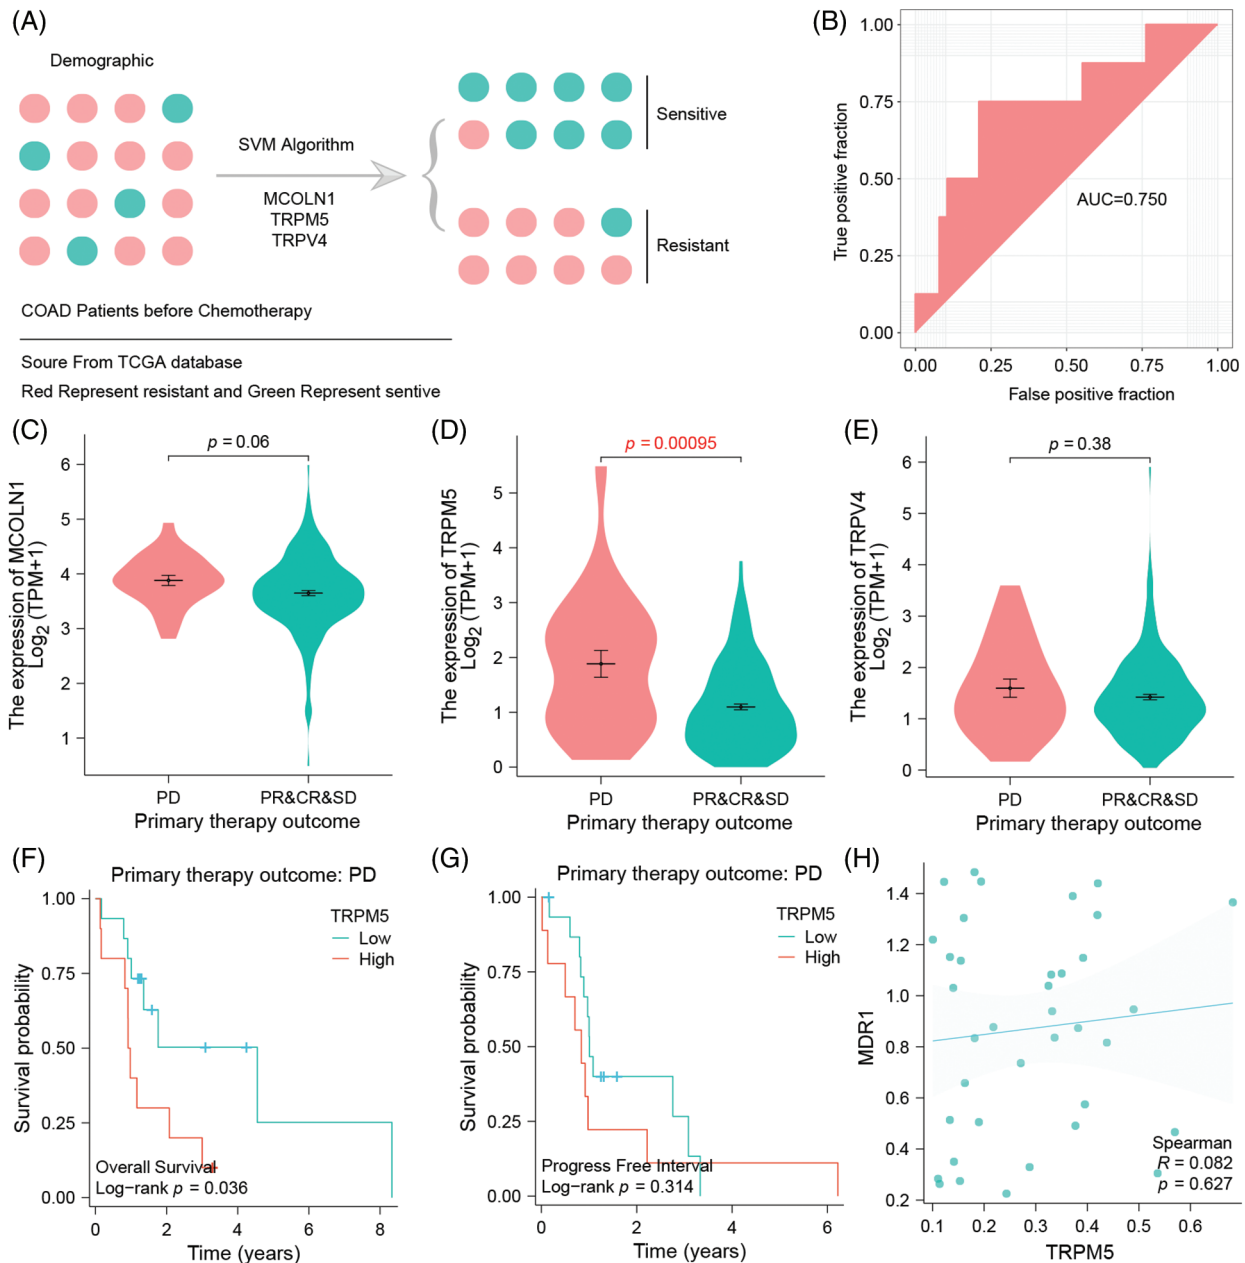 (A)
Demographic
SVM Algorithm
MCOLN1
TRPM5
TRPV4
Sensitive
Resistant
COAD Patients before Chemotherapy
Soure From TCGA database
Red Represent resistant and Green Represent sentive
(B)
True positive fraction
1.00
0.75
0.50
0.25
0.00
AUC=0.750
0.00 0.25 0.50 0.75 1.00
False positive fraction
(C)
The expression of MCOLN1
Log2 (TPM+1)
p = 0.06
6
5
4
3
2
1
PD PR&CR&SD
Primary therapy outcome
(D)
The expression of TRPM5
Log2 (TPM+1)
p = 0.00095
5
4
3
2
1
0
PD PR&CR&SD
Primary therapy outcome
(E)
The expression of TRPV4
Log2 (TPM+1)
p = 0.38
6
5
4
3
2
1
0
PD PR&CR&SD
Primary therapy outcome
(F)
Primary therapy outcome: PD
TRPM5
Low
High
Survival probability
1.00
0.75
0.50
0.25
0.00
Overall Survival
Log-rank p = 0.036
0 2 4 6 8
Time (years)
(G)
Primary therapy outcome: PD
TRPM5
Low
High
Survival probability
1.00
0.75
0.50
0.25
0.00
Progress Free Interval
Log-rank p = 0.314
0 2 4 6
Time (years)
(H)
MDR1
1.4
1.2
1.0
0.8
0.6
0.4
0.2
Spearman
R = 0.082
p = 0.627
0.1 0.2 0.3 0.4 0.5 0.6
TRPM5